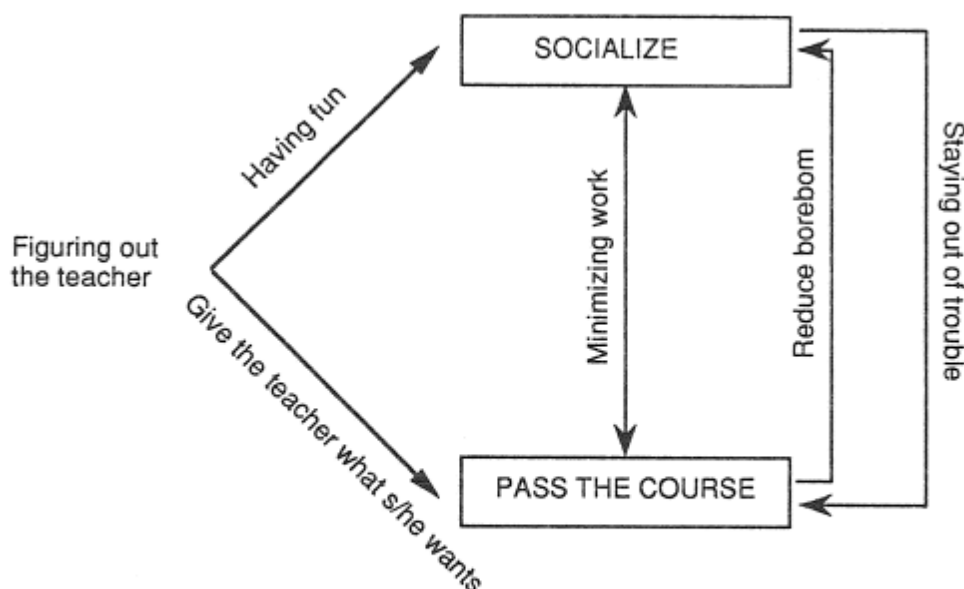 SOCIALIZE
Having fun
Figuring out
the teacher
Give the teacher what s/he wants
Minimizing work
Reduce borebom
Staying out of trouble
PASS THE COURSE